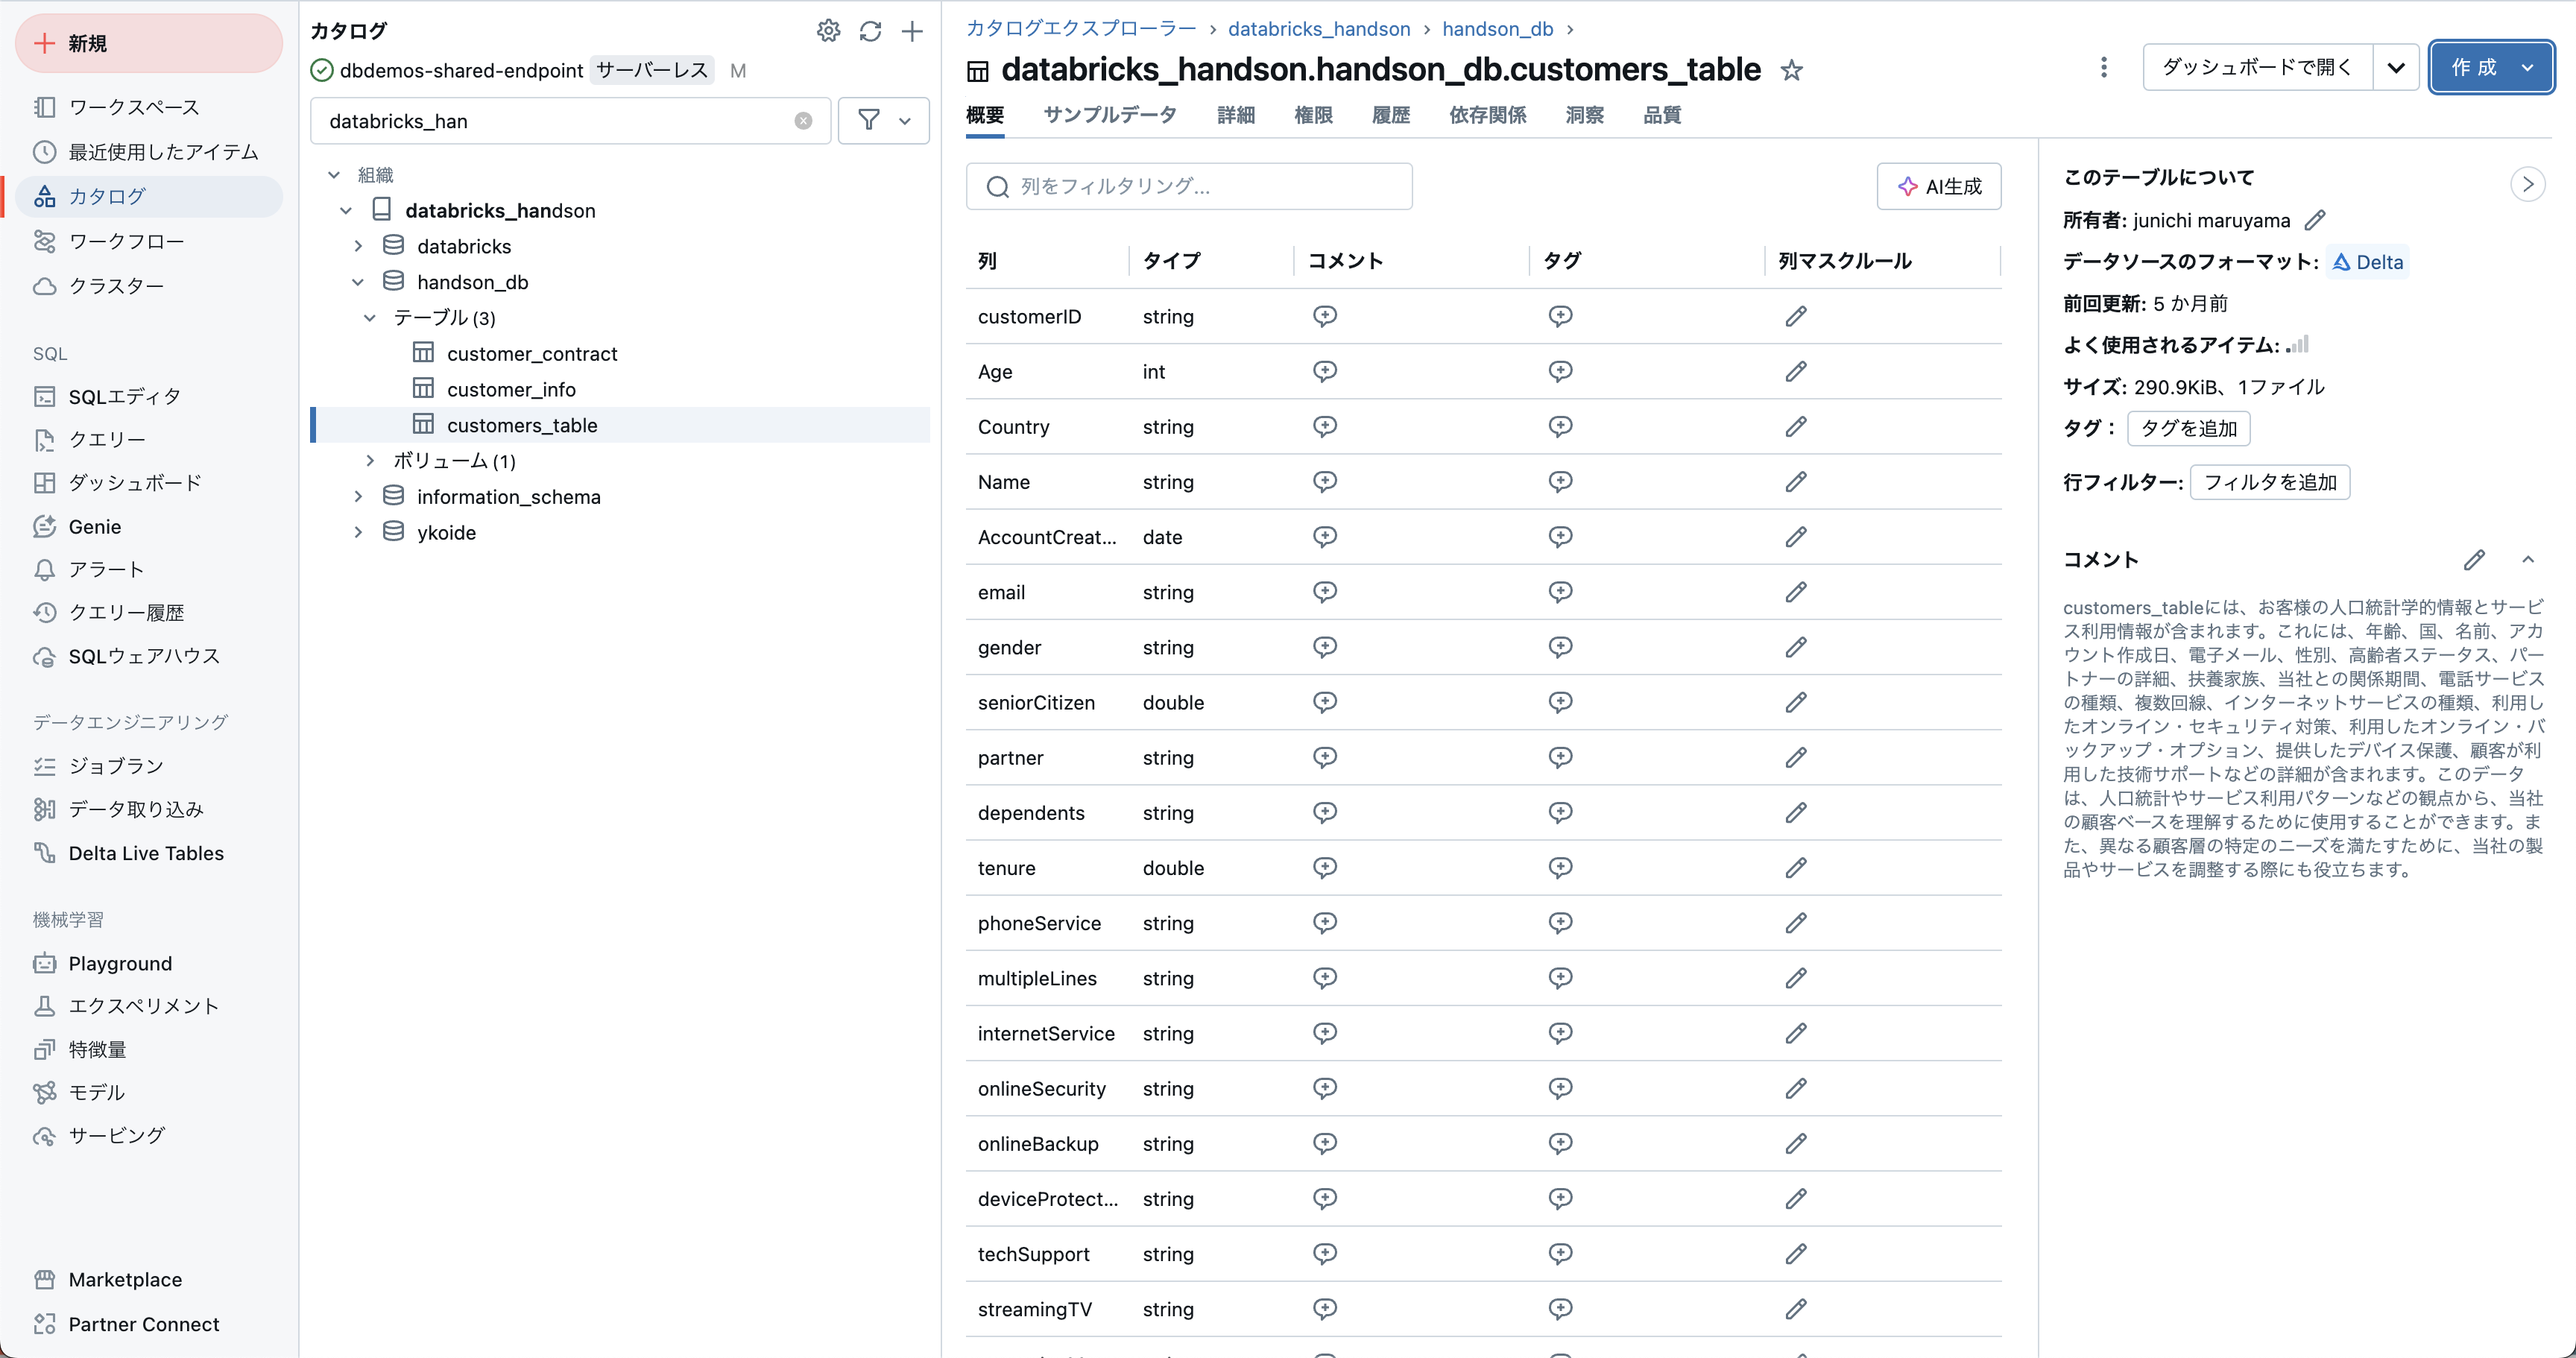 新規
ワークスペース
最近使用したアイテム
カタログ
ワークフロー
クラスター
SQL
SQLエディタ
クエリー
ダッシュボード
Genie
アラート
クエリー履歴
SQLウェアハウス
データエンジニアリング
ジョブラン
データ取り込み
Delta Live Tables
機械学習
Playground
エクスペリメント
特徴量
モデル
サービング
Marketplace
Partner Connect
カタログ
dbdemos-shared-endpoint サーバーレス M
databricks_han
組織
databricks_handson
databricks
handson_db
テーブル (3)
customer_contract
customer_info
customers_table
ボリューム (1)
information_schema
ykoide
カタログエクスプローラー › databricks_handson › handson_db ›
databricks_handson.handson_db.customers_table
ダッシュボードで開く
作 成
概要 サンプルデータ 詳細 権限 履歴 依存関係 洞察 品質
列をフィルタリング...
AI生成
列 タイプ コメント タグ 列マスクルール
customerID string
Age int
Country string
Name string
AccountCreat... date
email string
gender string
seniorCitizen double
partner string
dependents string
tenure double
phoneService string
multipleLines string
internetService string
onlineSecurity string
onlineBackup string
deviceProtect... string
techSupport string
streamingTV string
このテーブルについて
所有者: junichi maruyama
データソースのフォーマット: Delta
前回更新: 5 か月前
よく使用されるアイテム:
サイズ: 290.9KiB、1ファイル
タグ： タグを追加
行フィルター: フィルタを追加
コメント
customers_tableには、お客様の人口統計学的情報とサービ
ス利用情報が含まれます。これには、年齢、国、名前、アカ
ウント作成日、電子メール、性別、高齢者ステータス、パー
トナーの詳細、扶養家族、当社との関係期間、電話サービス
の種類、複数回線、インターネットサービスの種類、利用し
たオンライン・セキュリティ対策、利用したオンライン・バ
ックアップ・オプション、提供したデバイス保護、顧客が利
用した技術サポートなどの詳細が含まれます。このデータ
は、人口統計やサービス利用パターンなどの観点から、当社
の顧客ベースを理解するために使用することができます。ま
た、異なる顧客層の特定のニーズを満たすために、当社の製
品やサービスを調整する際にも役立ちます。